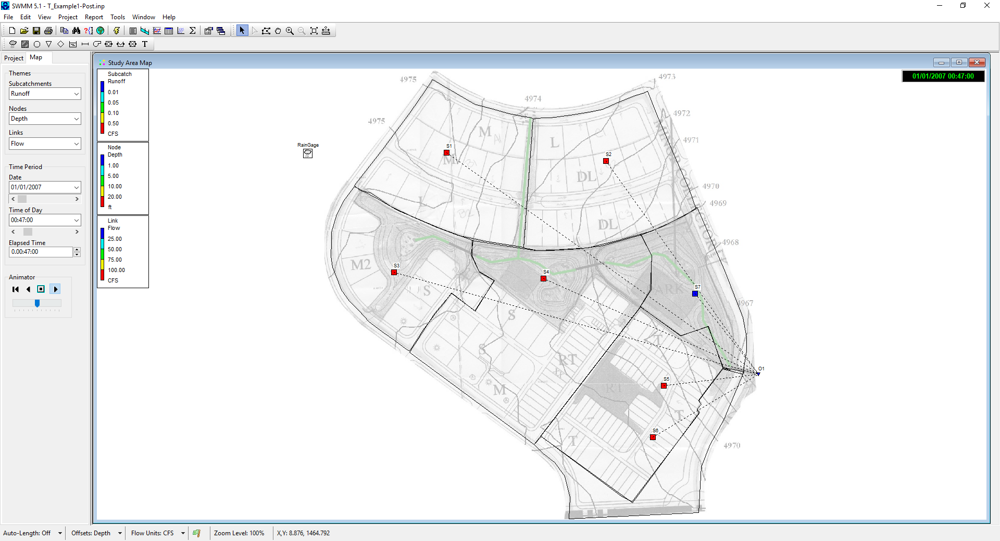 SWMM 5.1 - T_Example1-Post.inp
File Edit View Project Report Tools Window Help
Project Map
Themes
Subcatchments
Runoff
Nodes
Depth
Links
Flow
Time Period
Date
01/01/2007
Time of Day
00:47:00
Elapsed Time
0.00:47:00
Animator
Study Area Map
01/01/2007 00:47:00
Subcatch
Runoff
0.01
0.05
0.10
0.50
CFS
Node
Depth
1.00
5.00
10.00
20.00
ft
Link
Flow
25.00
50.00
75.00
100.00
CFS
RainGage
4975
4973
4974
4972
4975
4971
4970
4969
4968
4967
4970
M
L
S1
S2
M
DL
L
DL
M2
S3
S4
S7
S
PARK
S
T
S
RT
M
O1
S5
RT
T
S6
T
Auto-Length: Off Offsets: Depth Flow Units: CFS Zoom Level: 100% X,Y: 8.876, 1464.792